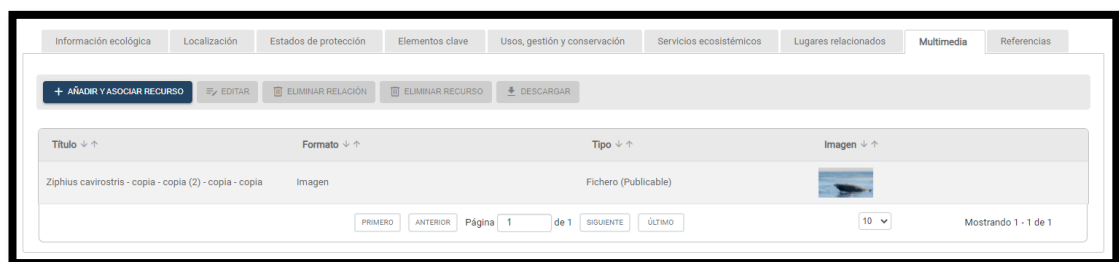 Información ecológica Localización Estados de protección Elementos clave Usos, gestión y conservación Servicios ecosistémicos Lugares relacionados Multimedia Referencias
+ AÑADIR Y ASOCIAR RECURSO EDITAR ELIMINAR RELACIÓN ELIMINAR RECURSO DESCARGAR
Título ↓ ↑ Formato ↓ ↑ Tipo ↓ ↑ Imagen ↓ ↑
Ziphius cavirostris - copia - copia (2) - copia - copia Imagen Fichero (Publicable)
PRIMERO ANTERIOR Página 1 de 1 SIGUIENTE ÚLTIMO 10 Mostrando 1 - 1 de 1